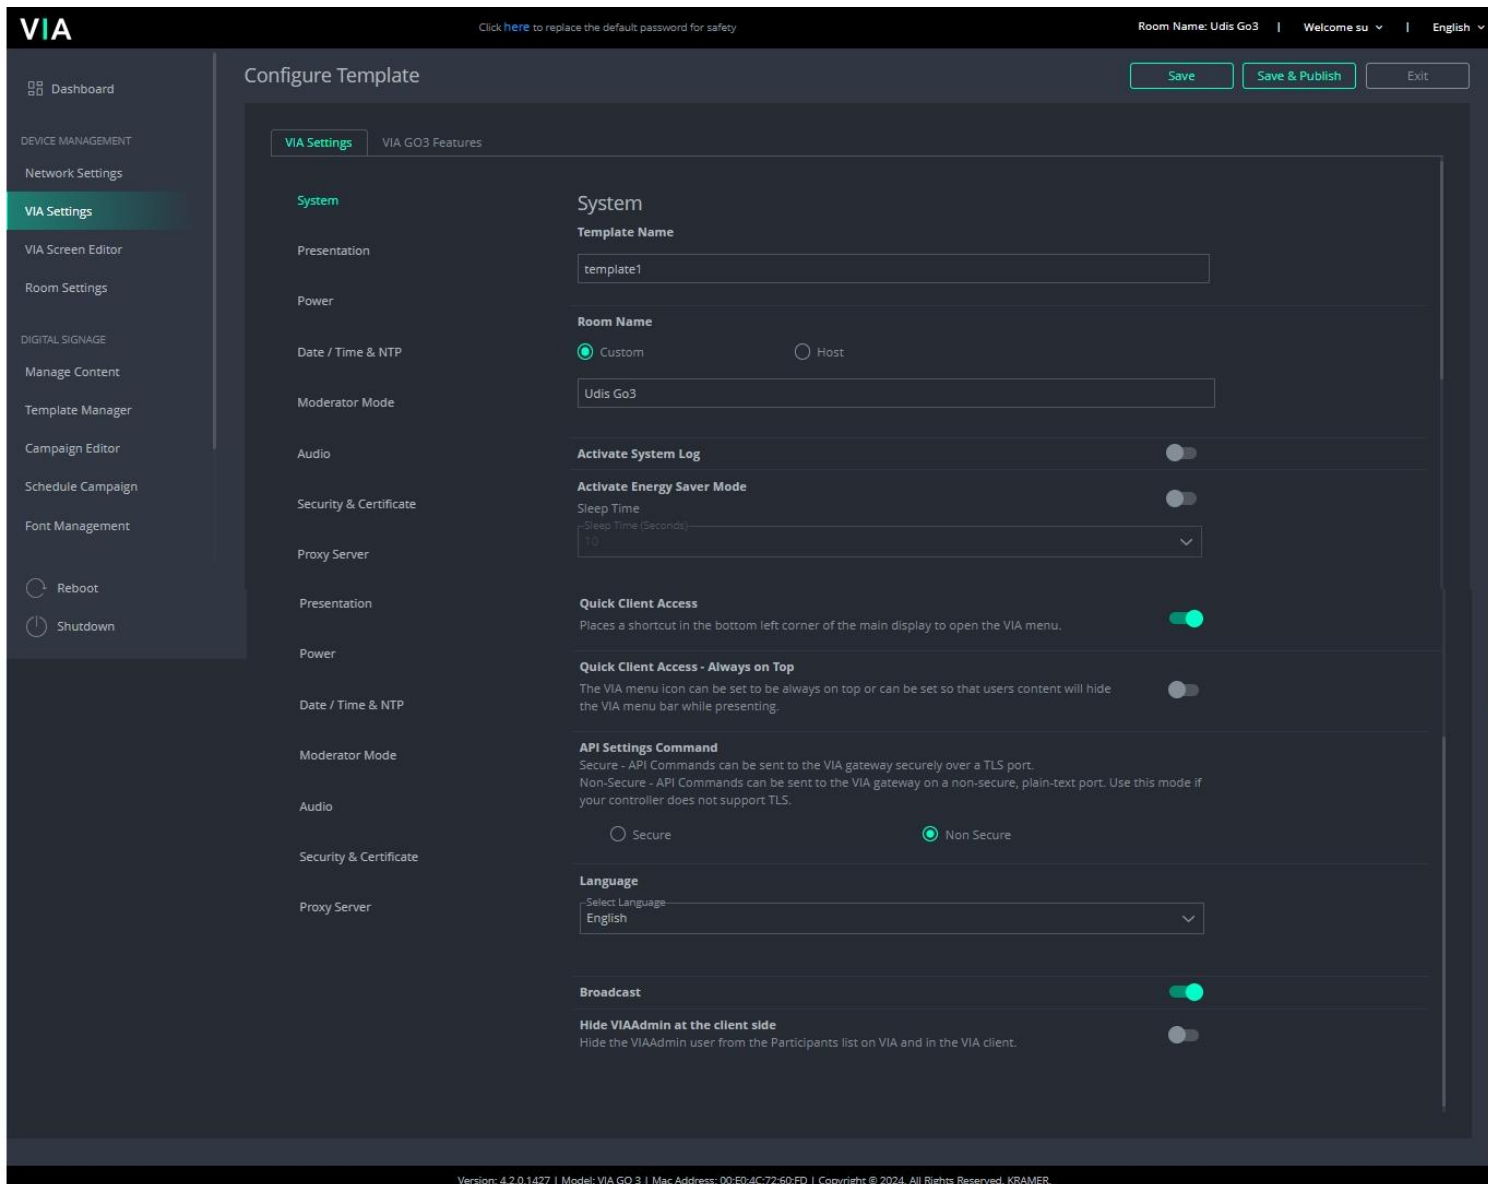 VIA
Click here to replace the default password for safety
Room Name: Udis Go3 | Welcome su | English
Dashboard
DEVICE MANAGEMENT
Network Settings
VIA Settings
VIA Screen Editor
Room Settings
DIGITAL SIGNAGE
Manage Content
Template Manager
Campaign Editor
Schedule Campaign
Font Management
Reboot
Shutdown
Configure Template
Save
Save & Publish
Exit
VIA Settings
VIA GO3 Features
System
Presentation
Power
Date / Time & NTP
Moderator Mode
Audio
Security & Certificate
Proxy Server
Presentation
Power
Date / Time & NTP
Moderator Mode
Audio
Security & Certificate
Proxy Server
System
Template Name
template1
Room Name
Custom
Host
Udis Go3
Activate System Log
Activate Energy Saver Mode
Sleep Time
Sleep Time (Seconds)
10
Quick Client Access
Places a shortcut in the bottom left corner of the main display to open the VIA menu.
Quick Client Access - Always on Top
The VIA menu icon can be set to be always on top or can be set so that users content will hide
the VIA menu bar while presenting.
API Settings Command
Secure - API Commands can be sent to the VIA gateway securely over a TLS port.
Non-Secure - API Commands can be sent to the VIA gateway on a non-secure, plain-text port. Use this mode if
your controller does not support TLS.
Secure
Non Secure
Language
Select Language
English
Broadcast
Hide VIAAdmin at the client side
Hide the VIAAdmin user from the Participants list on VIA and in the VIA client.
Version: 4.2.0.1427 | Model: VIA GO 3 | Mac Address: 00:E0:4C:72:60:FD | Copyright © 2024. All Rights Reserved. KRAMER.